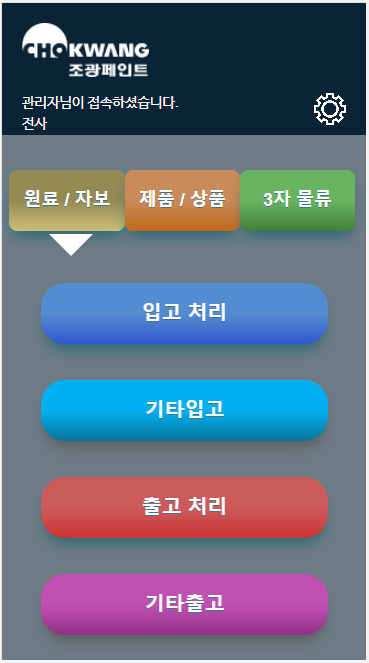 CHOKWANG
조광페인트
관리자님이 접속하셨습니다.
전사
원료 / 자보
제품 / 상품
3자 물류
입고 처리
기타입고
출고 처리
기타출고